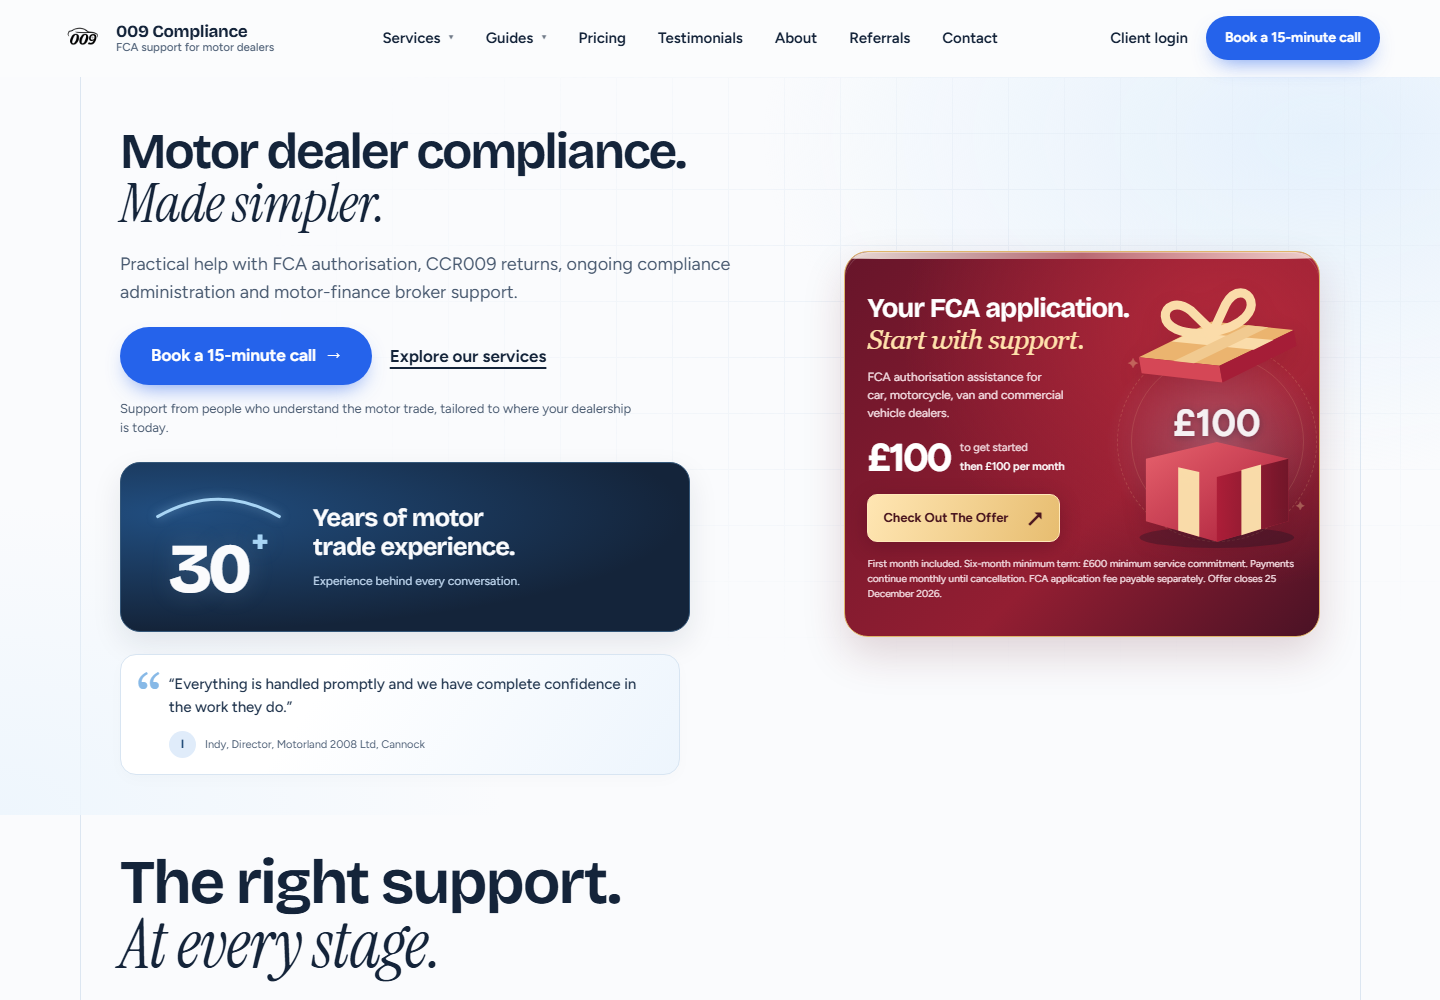 009
009 Compliance
FCA support for motor dealers
Services
Guides
Pricing
Testimonials
About
Referrals
Contact
Client login
Book a 15-minute call
Motor dealer compliance.
Made simpler.
Practical help with FCA authorisation, CCR009 returns, ongoing compliance
administration and motor-finance broker support.
Book a 15-minute call →
Explore our services
Support from people who understand the motor trade, tailored to where your dealership
is today.
30+
Years of motor
trade experience.
Experience behind every conversation.
“Everything is handled promptly and we have complete confidence in
the work they do.”
I
Indy, Director, Motorland 2008 Ltd, Cannock
Your FCA application.
Start with support.
FCA authorisation assistance for
car, motorcycle, van and commercial
vehicle dealers.
£100
to get started
then £100 per month
Check Out The Offer ↗
£100
First month included. Six-month minimum term: £600 minimum service commitment. Payments
continue monthly until cancellation. FCA application fee payable separately. Offer closes 25
December 2026.
The right support.
At every stage.